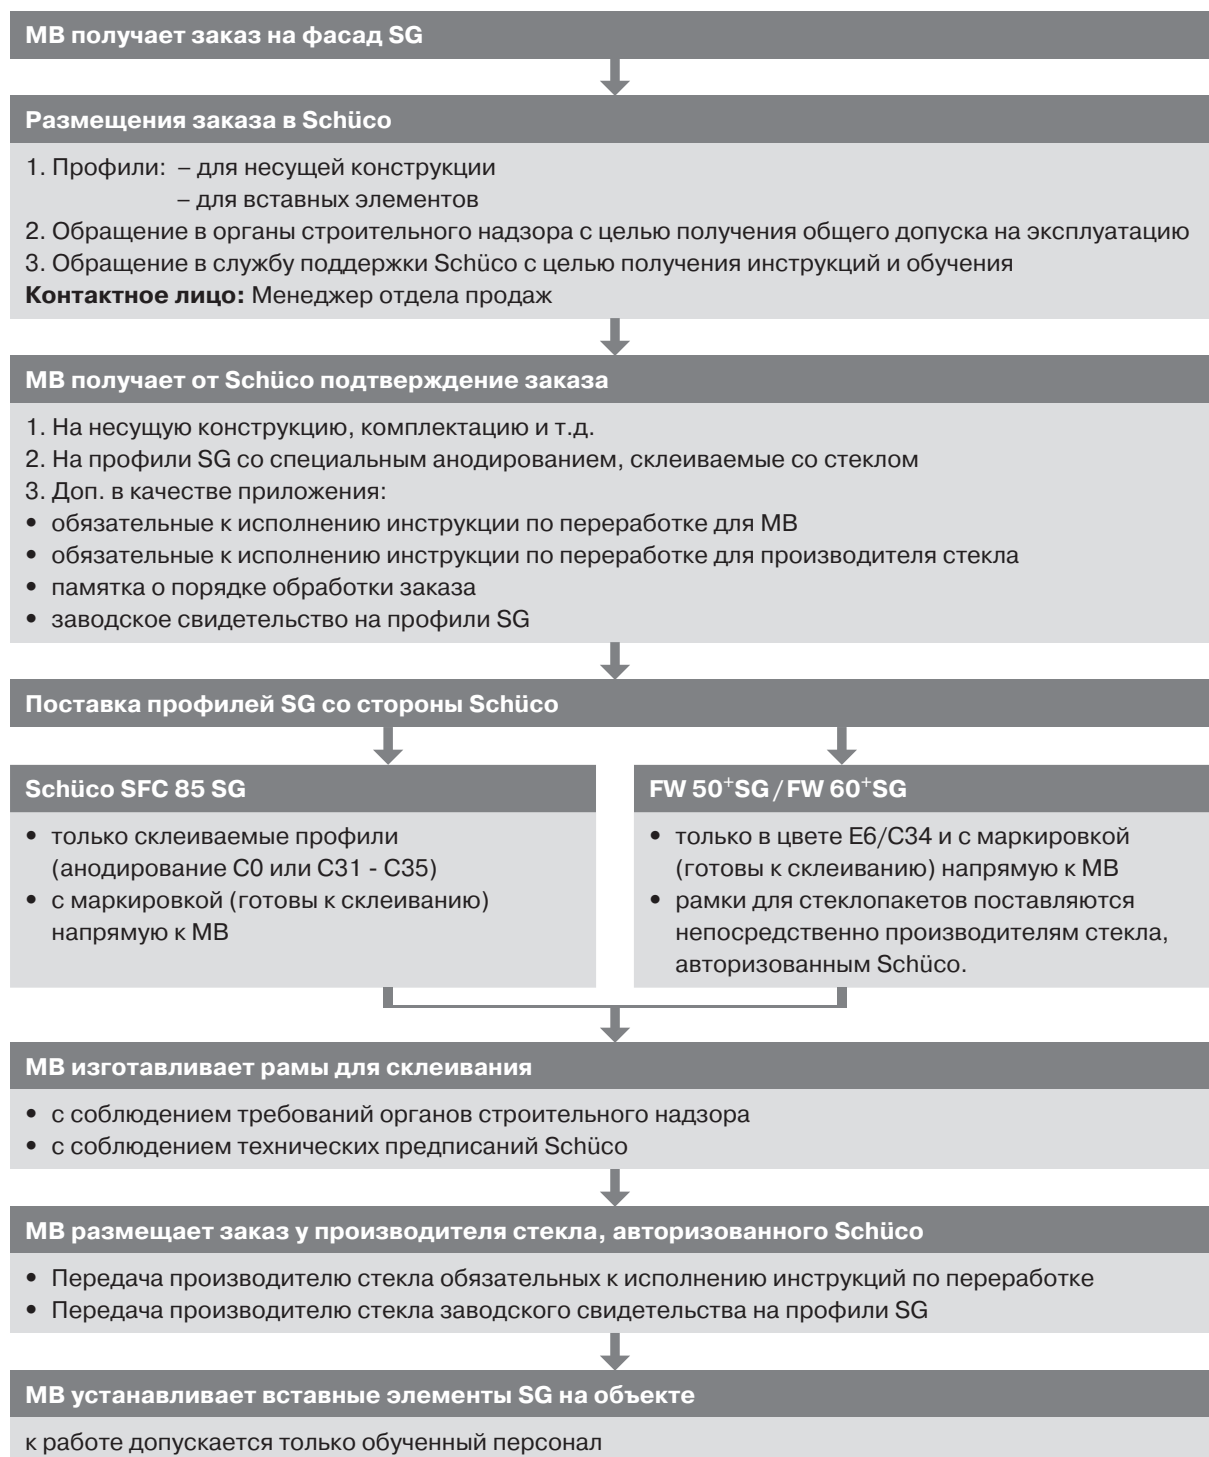 МВ получает заказ на фасад SG
Размещения заказа в Schüco
1. Профили: – для несущей конструкции
– для вставных элементов
2. Обращение в органы строительного надзора с целью получения общего допуска на эксплуатацию
3. Обращение в службу поддержки Schüco с целью получения инструкций и обучения
Контактное лицо: Менеджер отдела продаж
МВ получает от Schüco подтверждение заказа
1. На несущую конструкцию, комплектацию и т.д.
2. На профили SG со специальным анодированием, склеиваемые со стеклом
3. Доп. в качестве приложения:
• обязательные к исполнению инструкции по переработке для МВ
• обязательные к исполнению инструкции по переработке для производителя стекла
• памятка о порядке обработки заказа
• заводское свидетельство на профили SG
Поставка профилей SG со стороны Schüco
Schüco SFC 85 SG
• только склеиваемые профили
(анодирование C0 или C31 - C35)
• с маркировкой (готовы к склеиванию)
напрямую к МВ
FW 50⁺SG / FW 60⁺SG
• только в цвете E6/C34 и с маркировкой
(готовы к склеиванию) напрямую к МВ
• рамки для стеклопакетов поставляются
непосредственно производителям стекла,
авторизованным Schüco.
МВ изготавливает рамы для склеивания
• с соблюдением требований органов строительного надзора
• с соблюдением технических предписаний Schüco
МВ размещает заказ у производителя стекла, авторизованного Schüco
• Передача производителю стекла обязательных к исполнению инструкций по переработке
• Передача производителю стекла заводского свидетельства на профили SG
МВ устанавливает вставные элементы SG на объекте
к работе допускается только обученный персонал